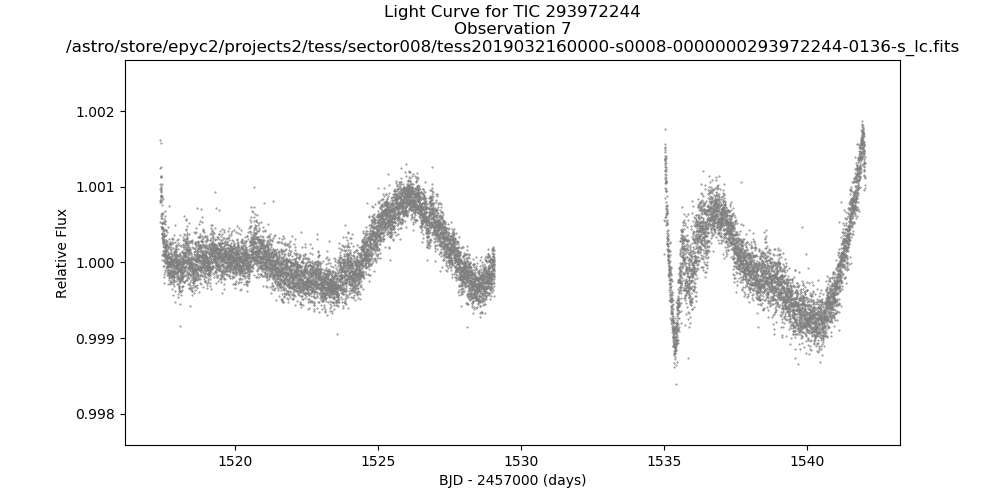 Light Curve for TIC 293972244
Observation 7
/astro/store/epyc2/projects2/tess/sector008/tess2019032160000-s0008-0000000293972244-0136-s_lc.fits
1.002
1.001
1.000
0.999
0.998
Relative Flux
1520
1525
1530
1535
1540
BJD - 2457000 (days)